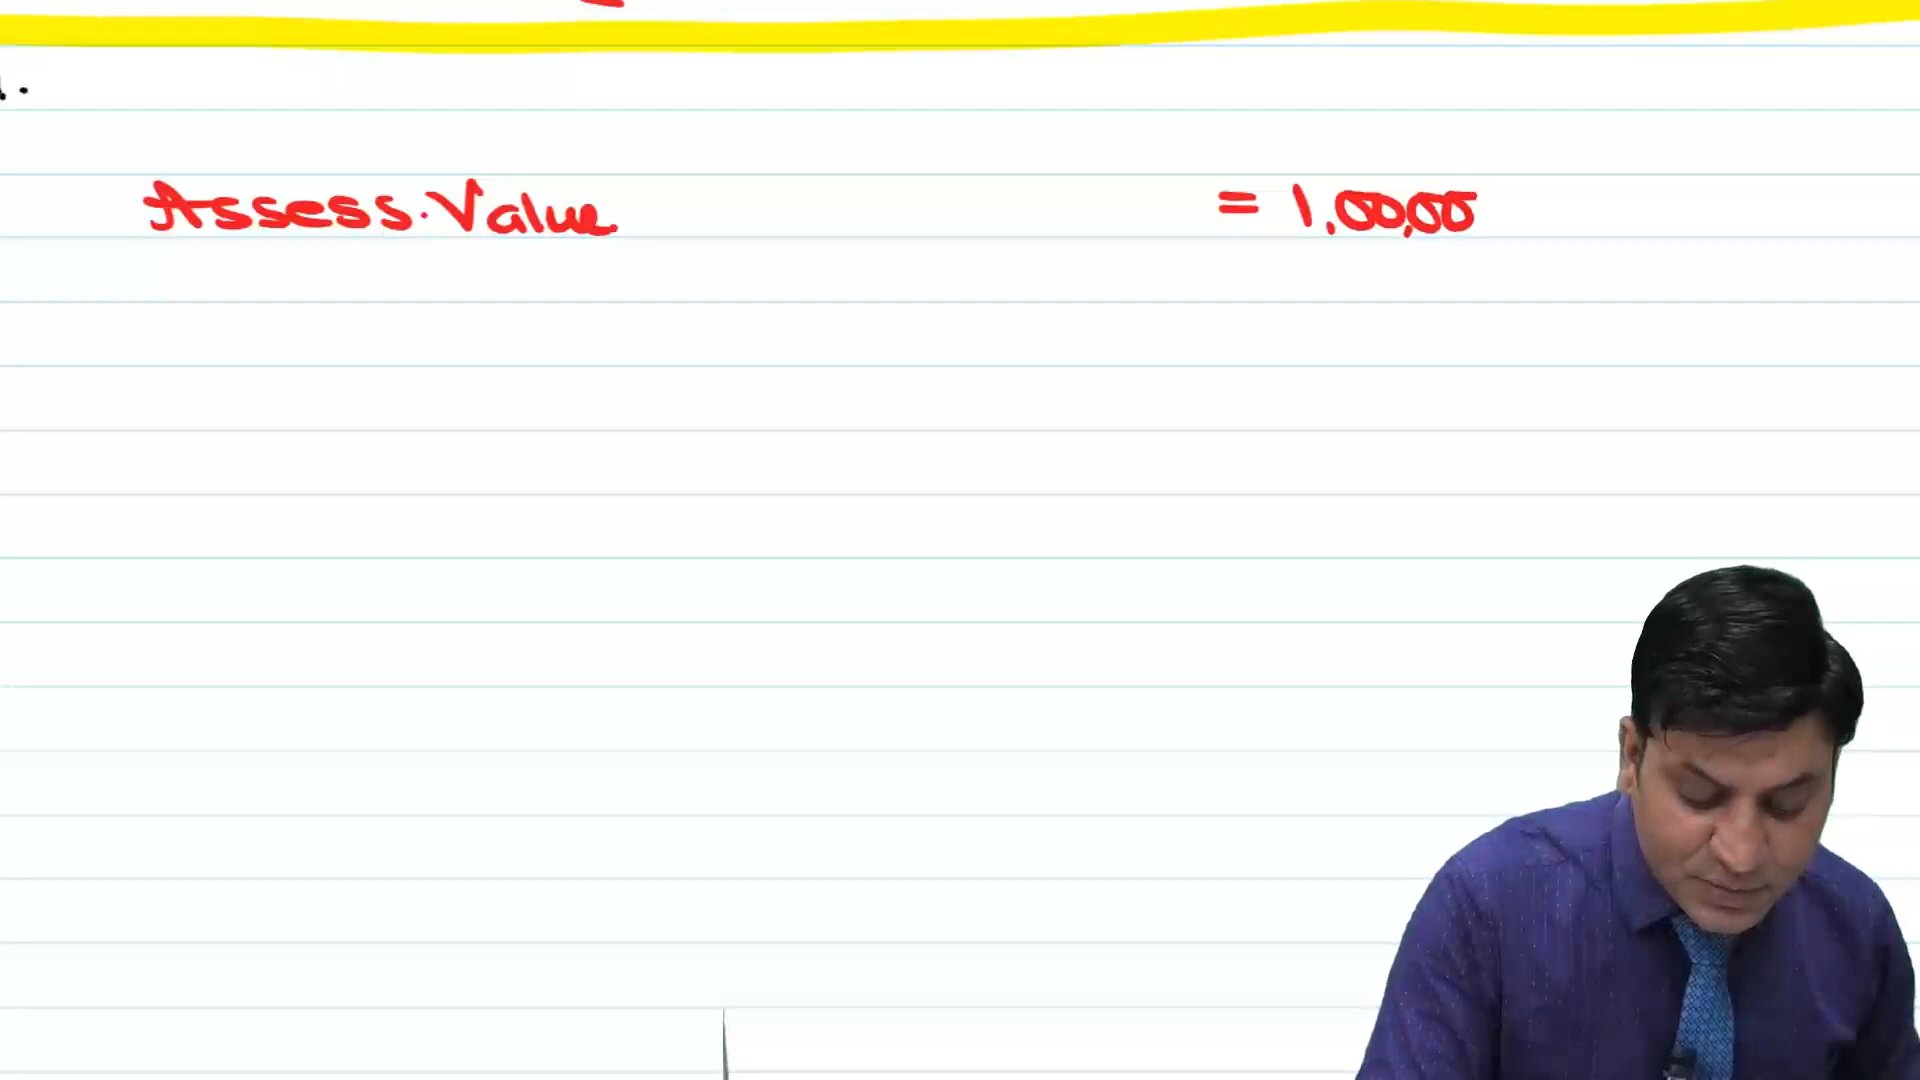 Assess. Value = 1,00,00